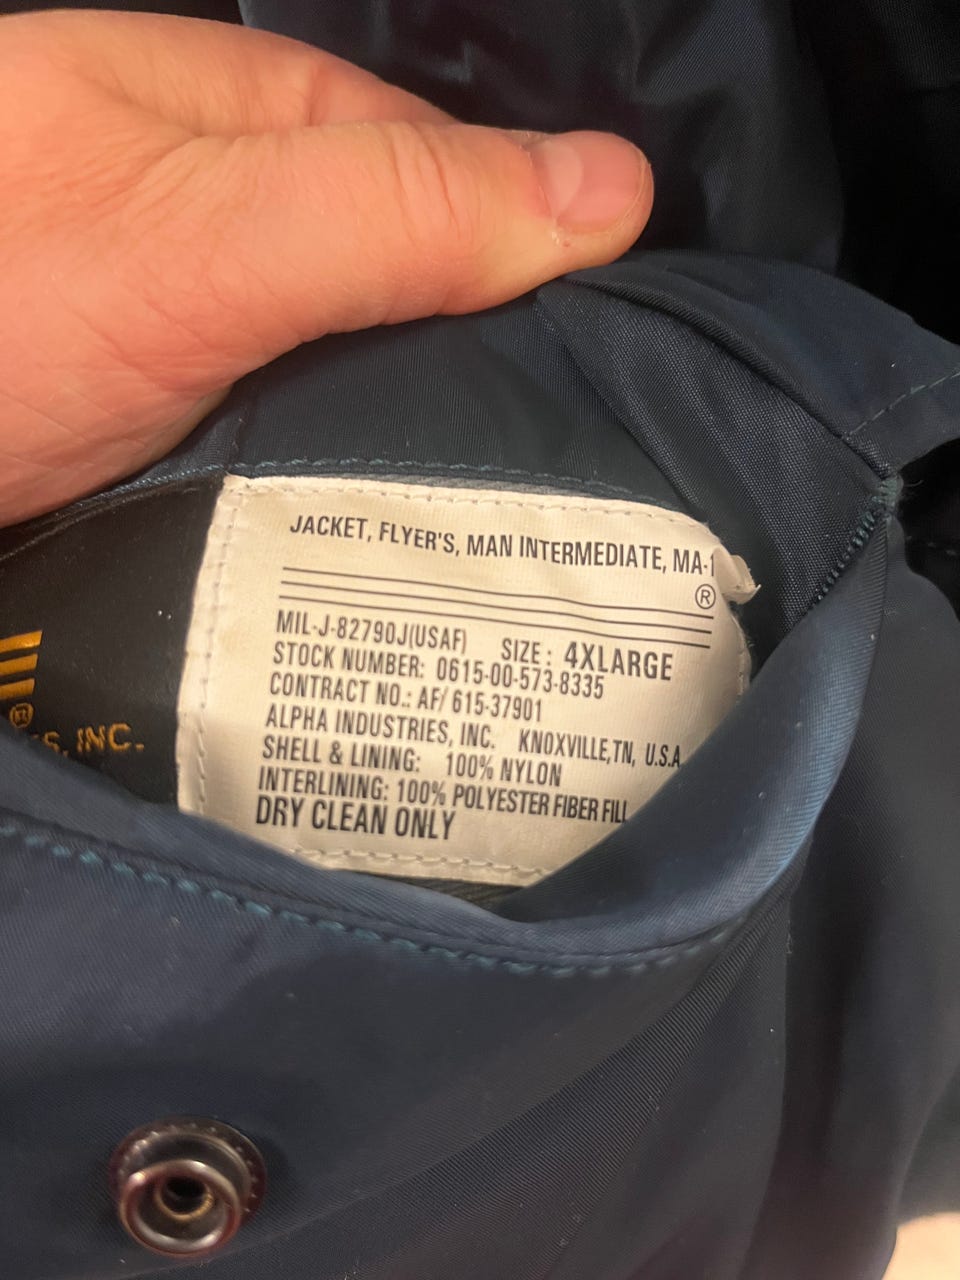 JACKET, FLYER'S, MAN INTERMEDIATE, MA-1
®
MIL-J-82790J(USAF) SIZE: 4XLARGE
STOCK NUMBER: 0615-00-573-8335
CONTRACT NO.: AF/ 615-37901
ALPHA INDUSTRIES, INC. KNOXVILLE,TN, U.S.A.
SHELL & LINING: 100% NYLON
INTERLINING: 100% POLYESTER FIBER FILL
DRY CLEAN ONLY
®
S, INC.